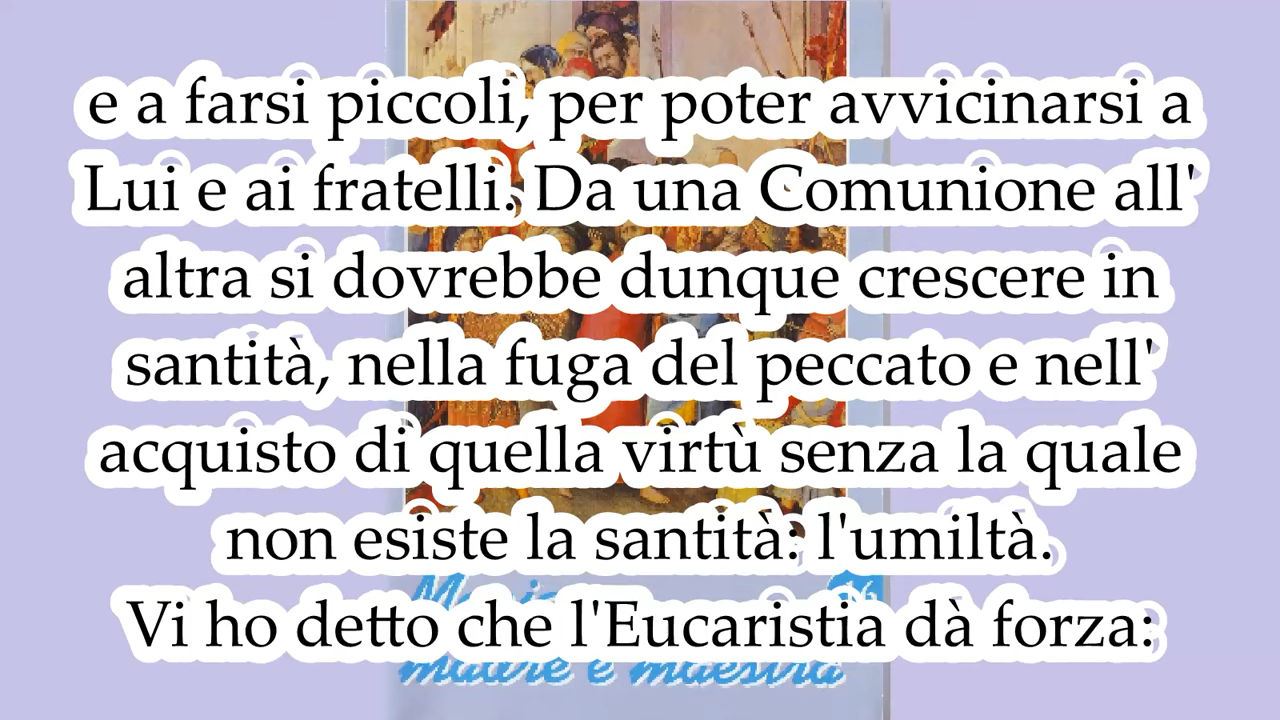 e a farsi piccoli, per poter avvicinarsi a
Lui e ai fratelli. Da una Comunione all'
altra si dovrebbe dunque crescere in
santità, nella fuga del peccato e nell'
acquisto di quella virtù senza la quale
non esiste la santità: l'umiltà.
Vi ho detto che l'Eucaristia dà forza:
Maria
16
madre e maestra